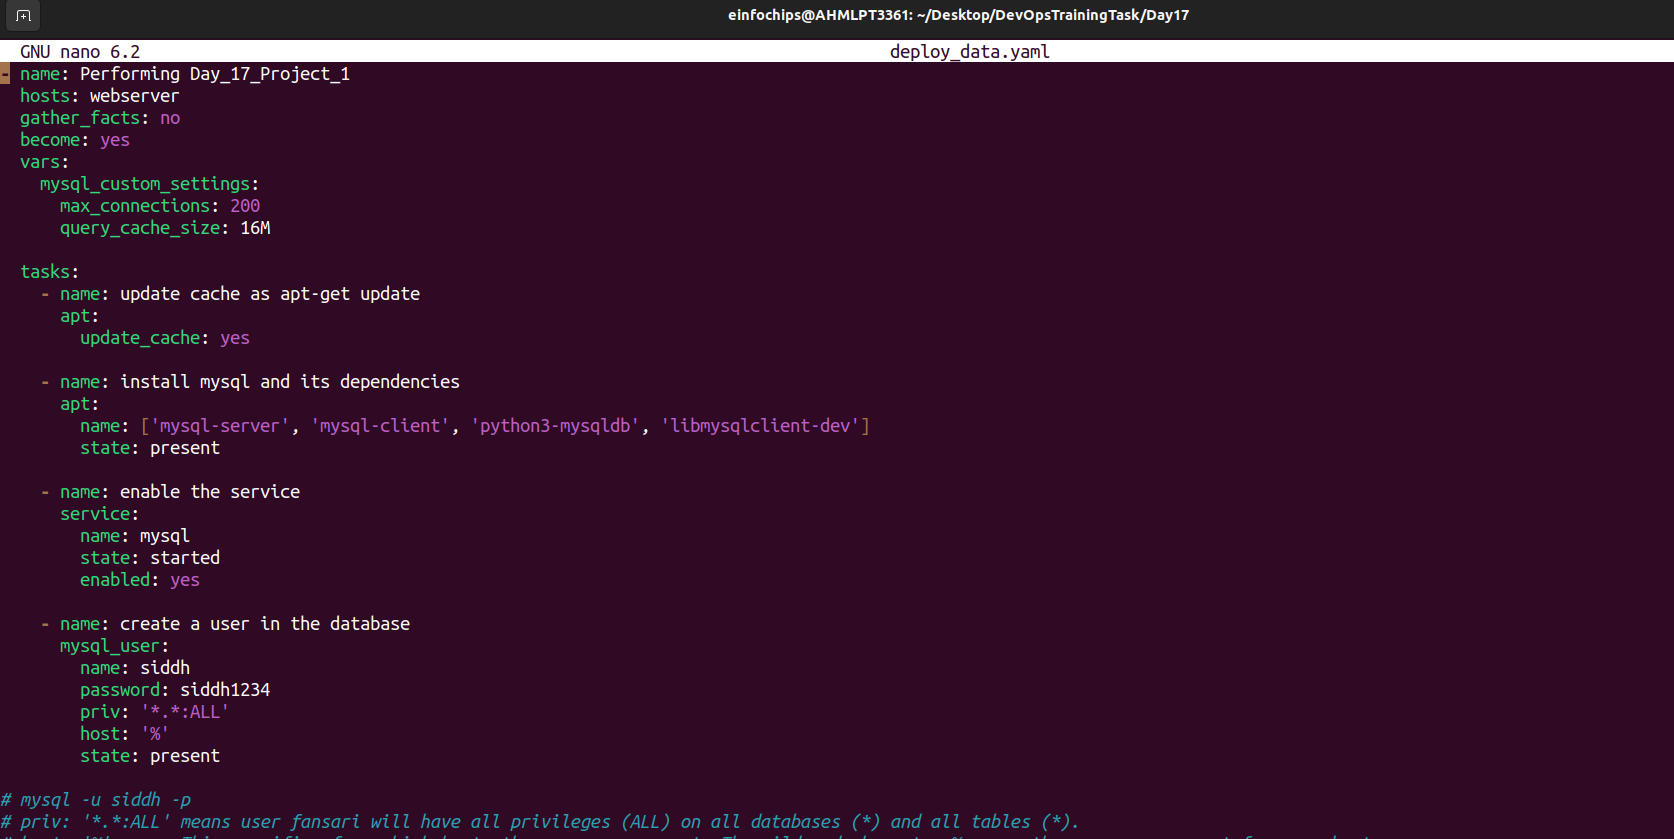 einfochips@AHMLPT3361: ~/Desktop/DevOpsTrainingTask/Day17
GNU nano 6.2 deploy_data.yaml
- name: Performing Day_17_Project_1
  hosts: webserver
  gather_facts: no
  become: yes
  vars:
    mysql_custom_settings:
      max_connections: 200
      query_cache_size: 16M
  tasks:
    - name: update cache as apt-get update
      apt:
        update_cache: yes
    - name: install mysql and its dependencies
      apt:
        name: ['mysql-server', 'mysql-client', 'python3-mysqldb', 'libmysqlclient-dev']
        state: present
    - name: enable the service
      service:
        name: mysql
        state: started
        enabled: yes
    - name: create a user in the database
      mysql_user:
        name: siddh
        password: siddh1234
        priv: '*.*:ALL'
        host: '%'
        state: present
# mysql -u siddh -p
# priv: '*.*:ALL' means user fansari will have all privileges (ALL) on all databases (*) and all tables (*).